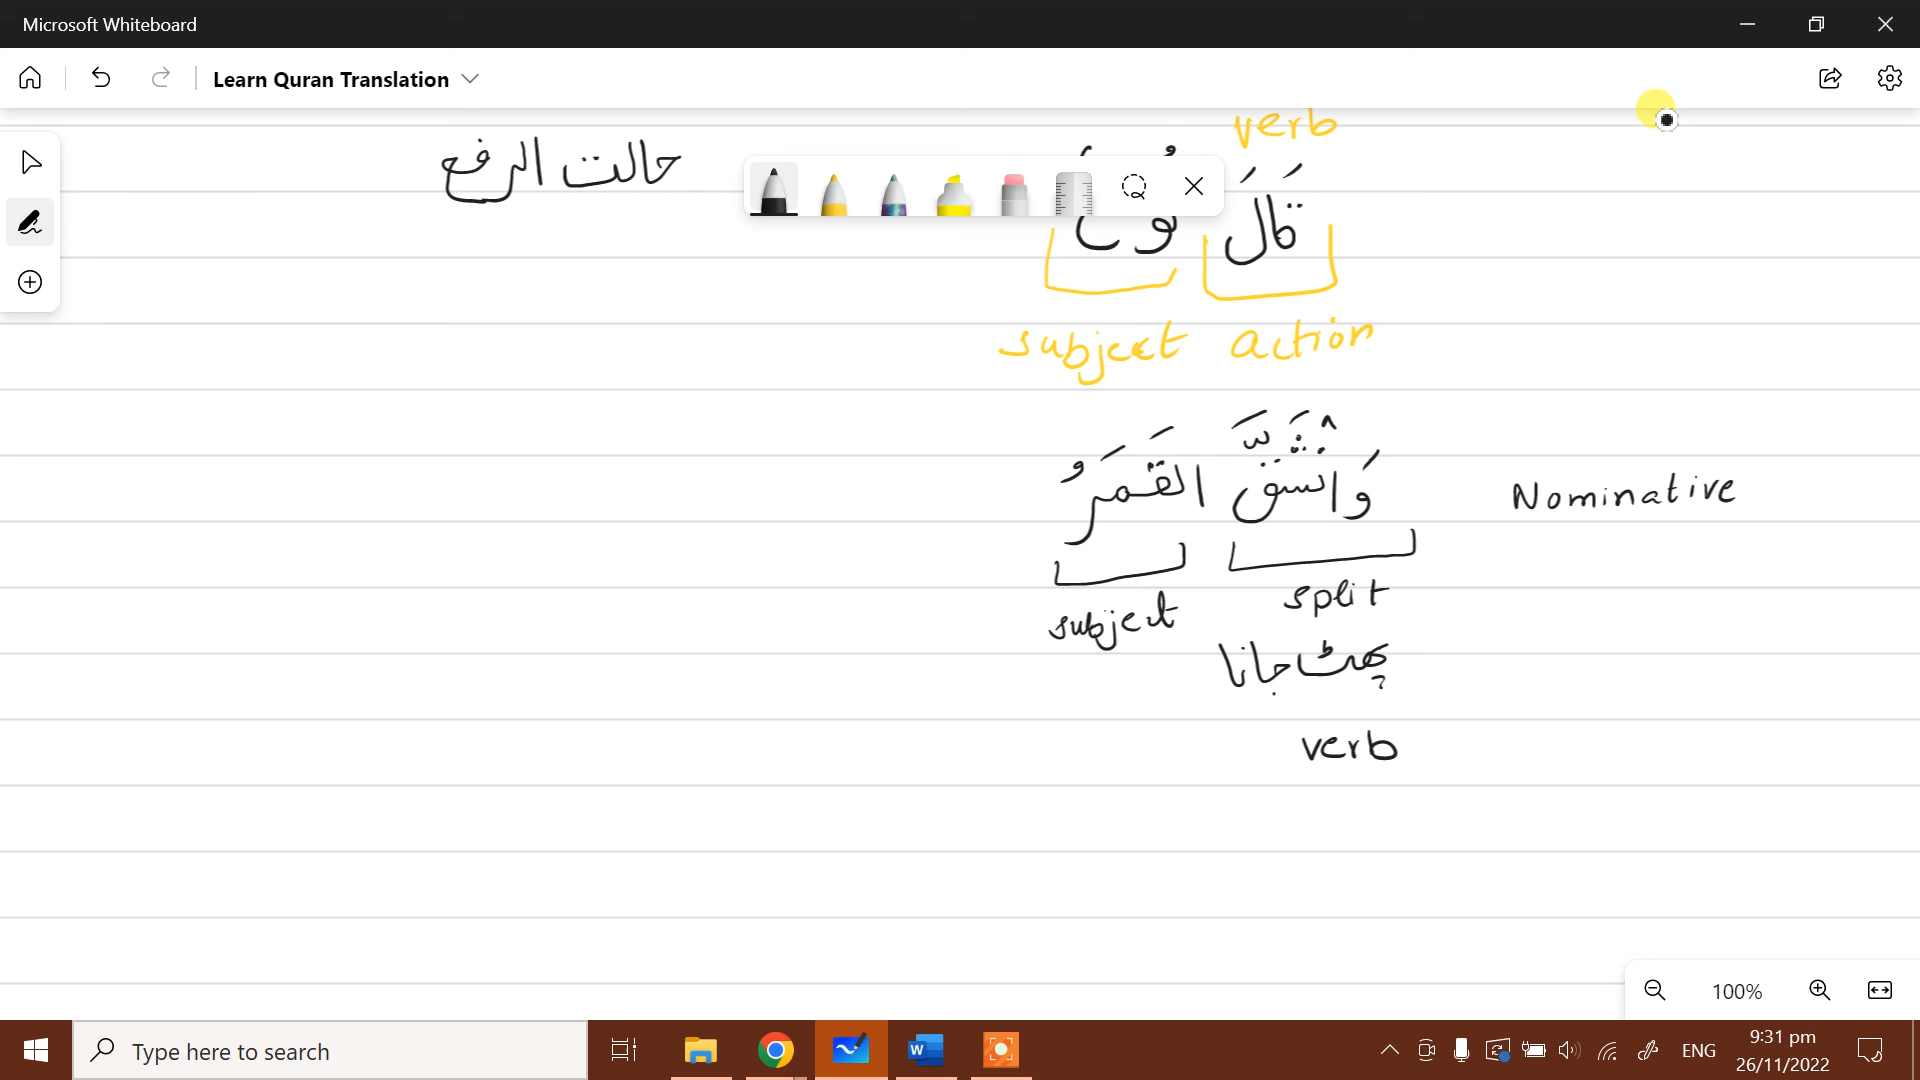 Microsoft Whiteboard
Learn Quran Translation
verb
حالت الرفع
قَالَ
subject action
وَانْشَقَّ القَمَرُ
Nominative
subject
split
پھٹ جانا
verb
100%
Type here to search
ENG
9:31 pm
26/11/2022